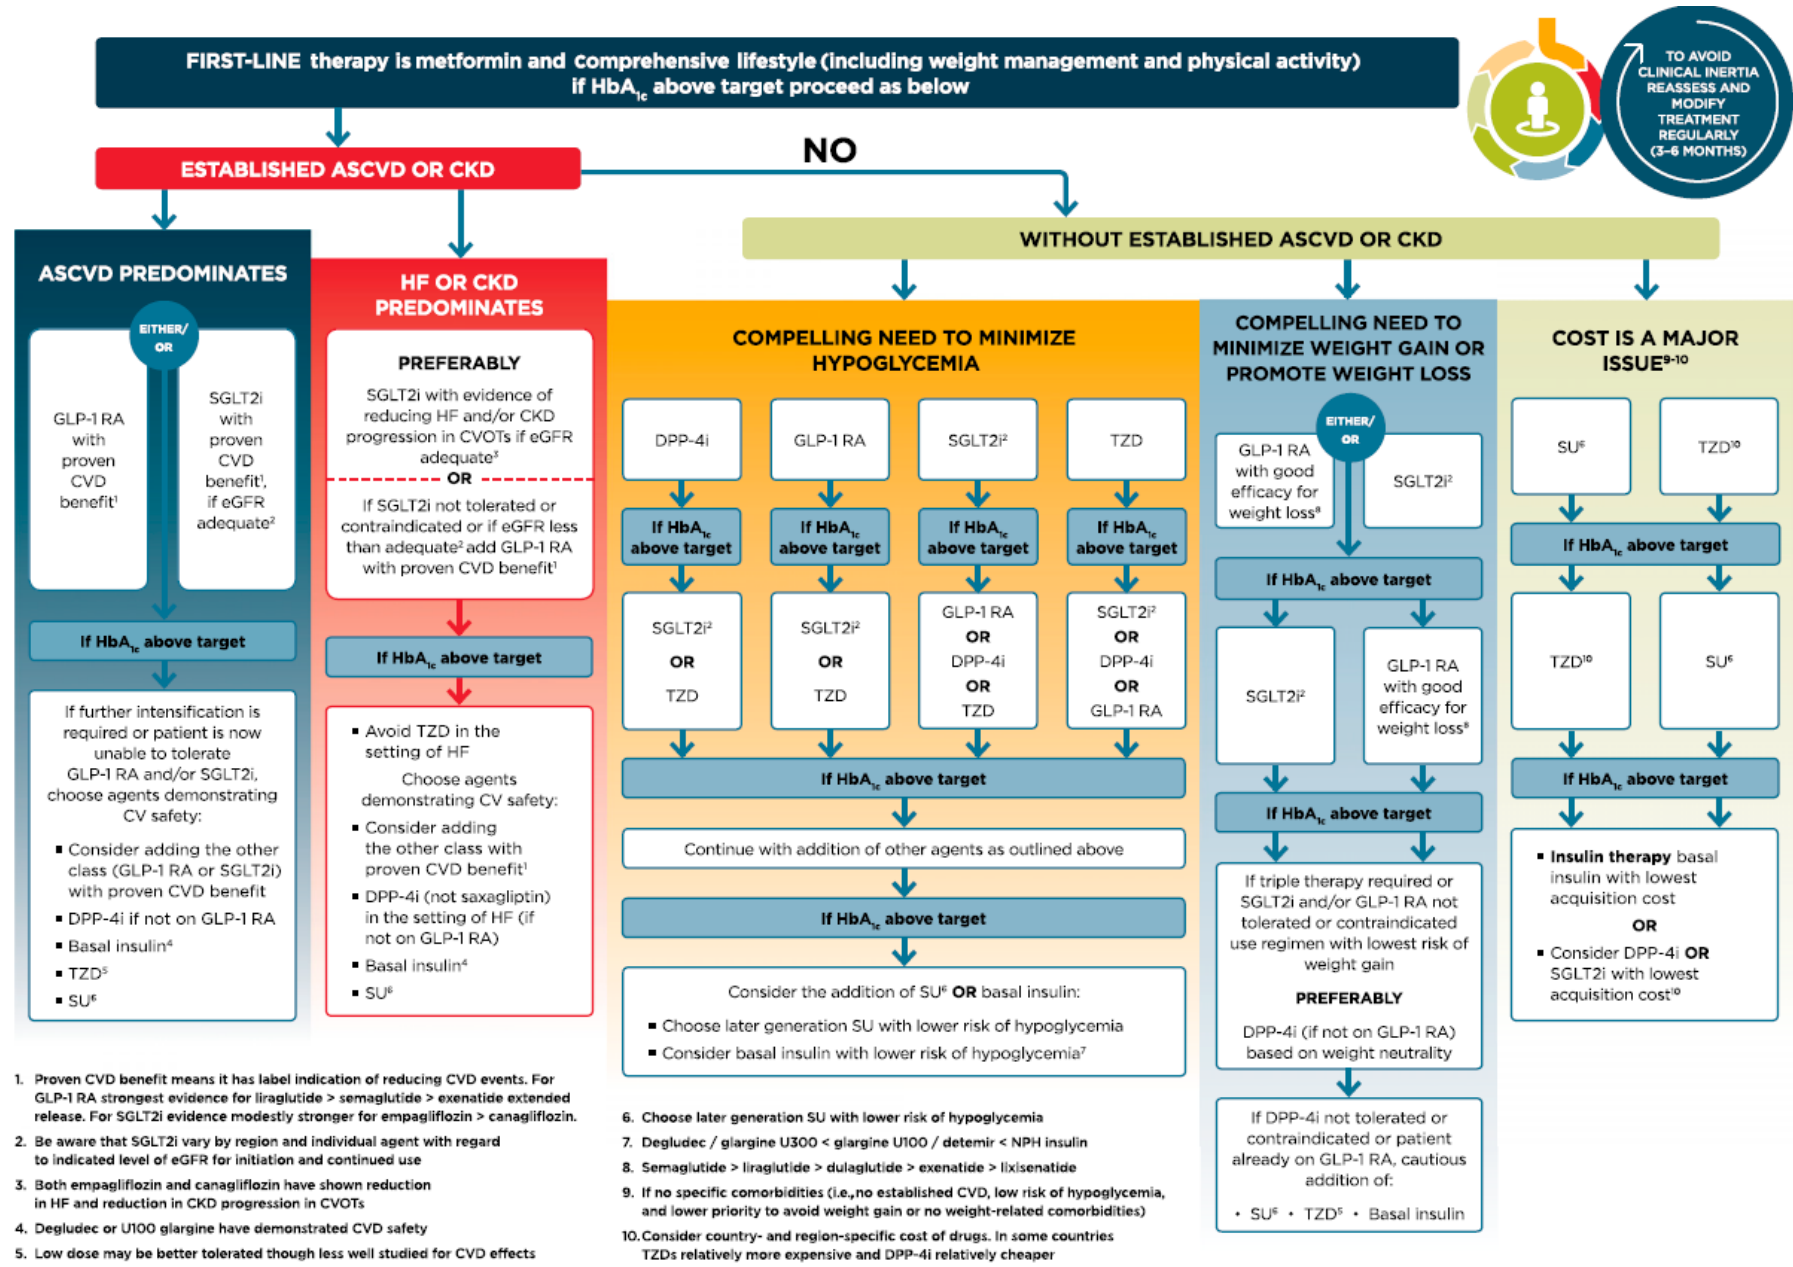 FIRST-LINE therapy is metformin and comprehensive lifestyle (including weight management and physical activity)
if HbA1c above target proceed as below
TO AVOID
CLINICAL INERTIA
REASSESS AND
MODIFY
TREATMENT
REGULARLY
(3–6 MONTHS)
ESTABLISHED ASCVD OR CKD
NO
WITHOUT ESTABLISHED ASCVD OR CKD
ASCVD PREDOMINATES
EITHER/
OR
GLP-1 RA
with
proven
CVD
benefit¹
SGLT2i
with
proven
CVD
benefit¹,
if eGFR
adequate²
If HbA1c above target
If further intensification is
required or patient is now
unable to tolerate
GLP-1 RA and/or SGLT2i,
choose agents demonstrating
CV safety:
▪ Consider adding the other
class (GLP-1 RA or SGLT2i)
with proven CVD benefit
▪ DPP-4i if not on GLP-1 RA
▪ Basal insulin⁴
▪ TZD⁵
▪ SU⁶
HF OR CKD
PREDOMINATES
PREFERABLY
SGLT2i with evidence of
reducing HF and/or CKD
progression in CVOTs if eGFR
adequate³
OR
If SGLT2i not tolerated or
contraindicated or if eGFR less
than adequate² add GLP-1 RA
with proven CVD benefit¹
If HbA1c above target
▪ Avoid TZD in the
setting of HF
Choose agents
demonstrating CV safety:
▪ Consider adding
the other class with
proven CVD benefit¹
▪ DPP-4i (not saxagliptin)
in the setting of HF (if
not on GLP-1 RA)
▪ Basal insulin⁴
▪ SU⁶
COMPELLING NEED TO MINIMIZE
HYPOGLYCEMIA
DPP-4i
If HbA1c
above target
SGLT2i²
OR
TZD
GLP-1 RA
If HbA1c
above target
SGLT2i²
OR
TZD
SGLT2i²
If HbA1c
above target
GLP-1 RA
OR
DPP-4i
OR
TZD
TZD
If HbA1c
above target
SGLT2i²
OR
DPP-4i
OR
GLP-1 RA
If HbA1c above target
Continue with addition of other agents as outlined above
If HbA1c above target
Consider the addition of SU⁶ OR basal insulin:
▪ Choose later generation SU with lower risk of hypoglycemia
▪ Consider basal insulin with lower risk of hypoglycemia⁷
COMPELLING NEED TO
MINIMIZE WEIGHT GAIN OR
PROMOTE WEIGHT LOSS
EITHER/
OR
GLP-1 RA
with good
efficacy for
weight loss⁸
SGLT2i²
If HbA1c above target
SGLT2i²
GLP-1 RA
with good
efficacy for
weight loss⁸
If HbA1c above target
If triple therapy required or
SGLT2i and/or GLP-1 RA not
tolerated or contraindicated
use regimen with lowest risk of
weight gain
PREFERABLY
DPP-4i (if not on GLP-1 RA)
based on weight neutrality
If DPP-4i not tolerated or
contraindicated or patient
already on GLP-1 RA, cautious
addition of:
• SU⁶ • TZD⁵ • Basal insulin
COST IS A MAJOR
ISSUE⁹⁻¹⁰
SU⁶
TZD¹⁰
If HbA1c above target
TZD¹⁰
SU⁶
If HbA1c above target
▪ Insulin therapy basal
insulin with lowest
acquisition cost
OR
▪ Consider DPP-4i OR
SGLT2i with lowest
acquisition cost¹⁰
1. Proven CVD benefit means it has label indication of reducing CVD events. For
GLP-1 RA strongest evidence for liraglutide > semaglutide > exenatide extended
release. For SGLT2i evidence modestly stronger for empagliflozin > canagliflozin.
2. Be aware that SGLT2i vary by region and individual agent with regard
to indicated level of eGFR for initiation and continued use
3. Both empagliflozin and canagliflozin have shown reduction
in HF and reduction in CKD progression in CVOTs
4. Degludec or U100 glargine have demonstrated CVD safety
5. Low dose may be better tolerated though less well studied for CVD effects
6. Choose later generation SU with lower risk of hypoglycemia
7. Degludec / glargine U300 < glargine U100 / detemir < NPH insulin
8. Semaglutide > liraglutide > dulaglutide > exenatide > lixisenatide
9. If no specific comorbidities (i.e., no established CVD, low risk of hypoglycemia,
and lower priority to avoid weight gain or no weight-related comorbidities)
10. Consider country- and region-specific cost of drugs. In some countries
TZDs relatively more expensive and DPP-4i relatively cheaper